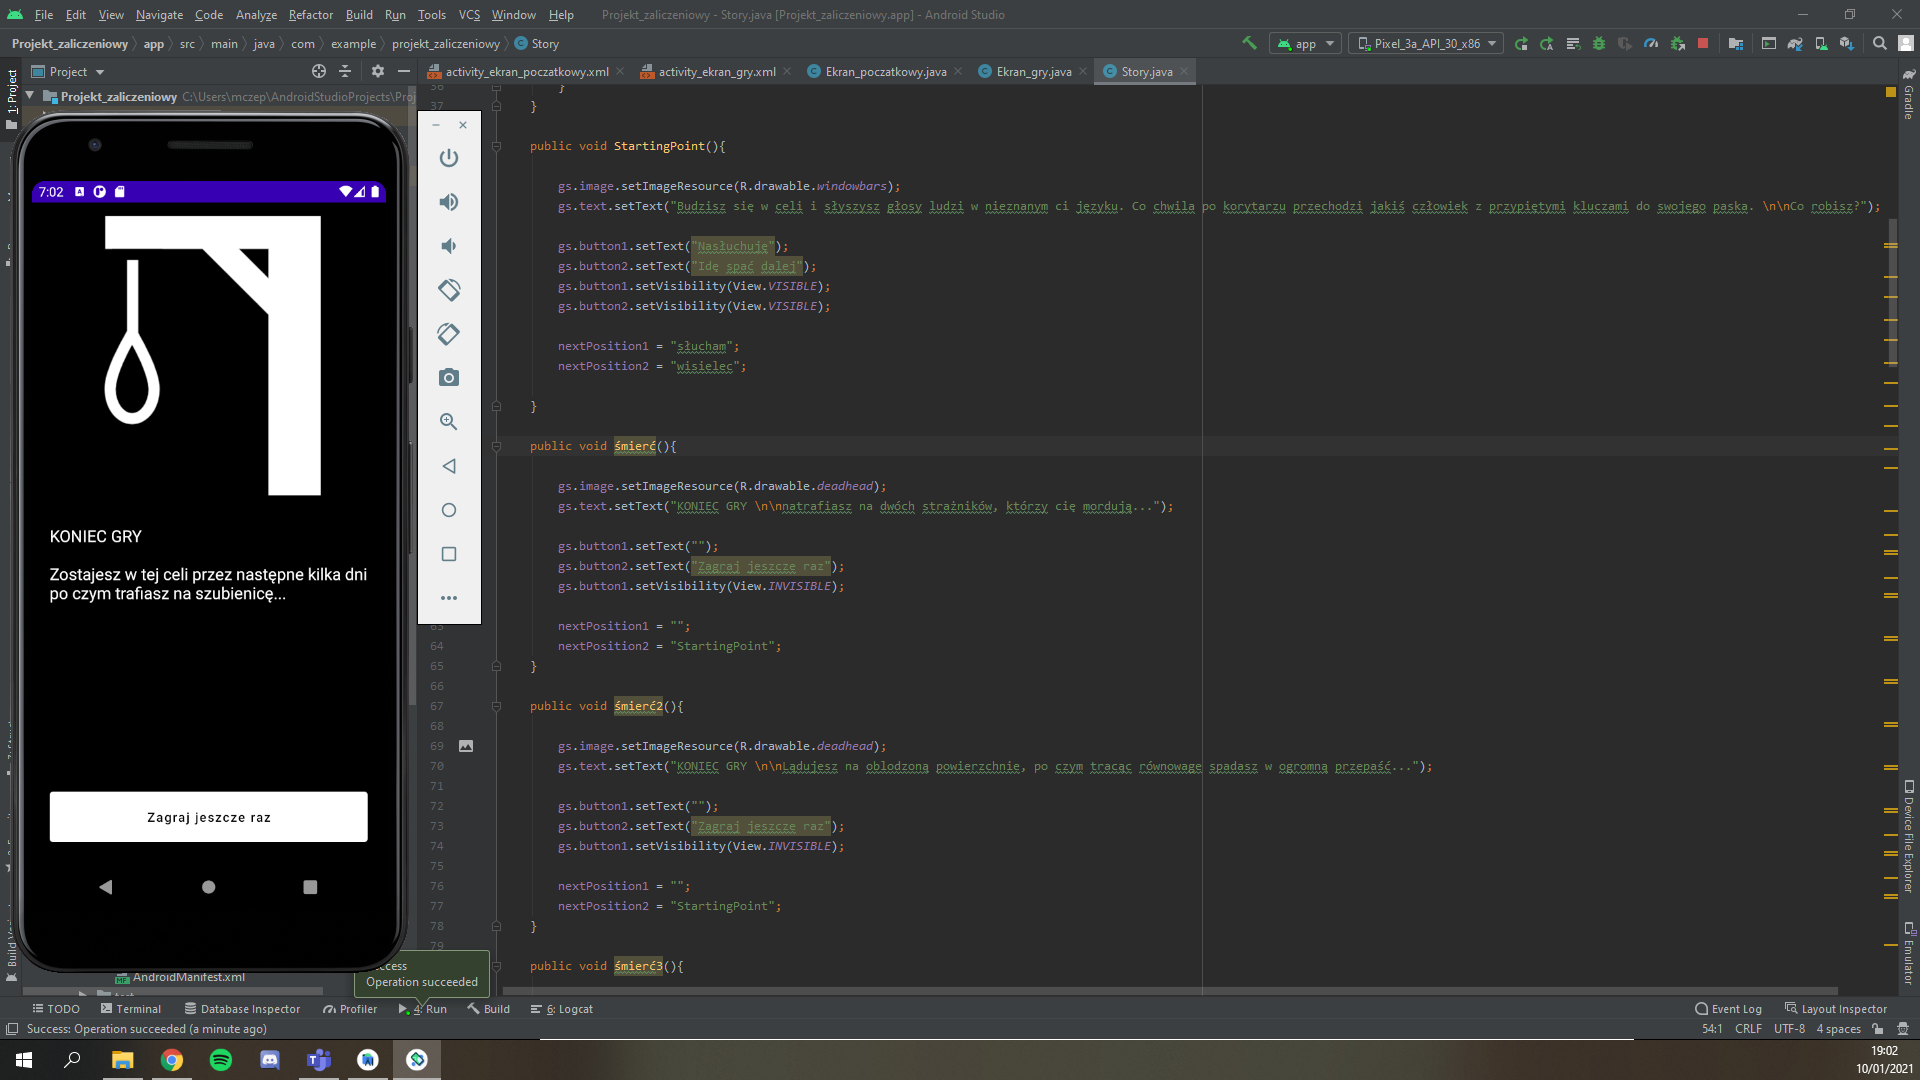 File Edit View Navigate Code Analyze Refactor Build Run Tools VCS Window Help Projekt_zaliczeniowy - Story.java [Projekt_zaliczeniowy.app] - Android Studio
Projekt_zaliczeniowy app src main java com example projekt_zaliczeniowy Story app Pixel_3a_API_30_x86
1: Project
Project
activity_ekran_poczatkowy.xml activity_ekran_gry.xml Ekran_poczatkowy.java Ekran_gry.java Story.java
Projekt_zaliczeniowy C:\Users\mczep\AndroidStudioProjects\Proj
7:02
KONIEC GRY
Zostajesz w tej celi przez następne kilka dni
po czym trafiasz na szubienicę...
Zagraj jeszcze raz
36 }
37 }
public void StartingPoint(){
gs.image.setImageResource(R.drawable.windowbars);
gs.text.setText("Budzisz się w celi i słyszysz głosy ludzi w nieznanym ci języku. Co chwila po korytarzu przechodzi jakiś człowiek z przypiętymi kluczami do swojego paska. \n\nCo robisz?");
gs.button1.setText("Nasłuchuję");
gs.button2.setText("Idę spać dalej");
gs.button1.setVisibility(View.VISIBLE);
gs.button2.setVisibility(View.VISIBLE);
nextPosition1 = "słucham";
nextPosition2 = "wisielec";
}
public void śmierć(){
gs.image.setImageResource(R.drawable.deadhead);
gs.text.setText("KONIEC GRY \n\nnatrafiasz na dwóch strażników, którzy cię mordują...");
gs.button1.setText("");
gs.button2.setText("Zagraj jeszcze raz");
gs.button1.setVisibility(View.INVISIBLE);
63 nextPosition1 = "";
64 nextPosition2 = "StartingPoint";
65 }
66
67 public void śmierć2(){
68
69 gs.image.setImageResource(R.drawable.deadhead);
70 gs.text.setText("KONIEC GRY \n\nLądujesz na oblodzoną powierzchnie, po czym tracąc równowage spadasz w ogromną przepaść...");
71
72 gs.button1.setText("");
73 gs.button2.setText("Zagraj jeszcze raz");
74 gs.button1.setVisibility(View.INVISIBLE);
75
76 nextPosition1 = "";
77 nextPosition2 = "StartingPoint";
78 }
79
public void śmierć3(){
Gradle
Device File Explorer
Emulator
AndroidManifest.xml
Operation succeeded
TODO Terminal Database Inspector Profiler 4: Run Build 6: Logcat Event Log Layout Inspector
Success: Operation succeeded (a minute ago) 54:1 CRLF UTF-8 4 spaces
19:02
10/01/2021